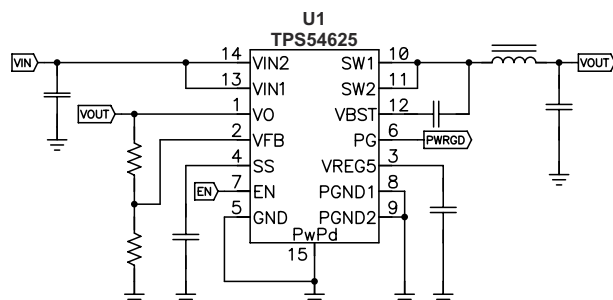 U1
TPS54625
VIN 14 VIN2 SW1 10 VOUT
13 VIN1 SW2 11
VOUT 1 VO VBST 12
2 VFB PG 6 PWRGD
4 SS VREG5 3
EN 7 EN PGND1 8
5 GND PGND2 9
PwPd
15